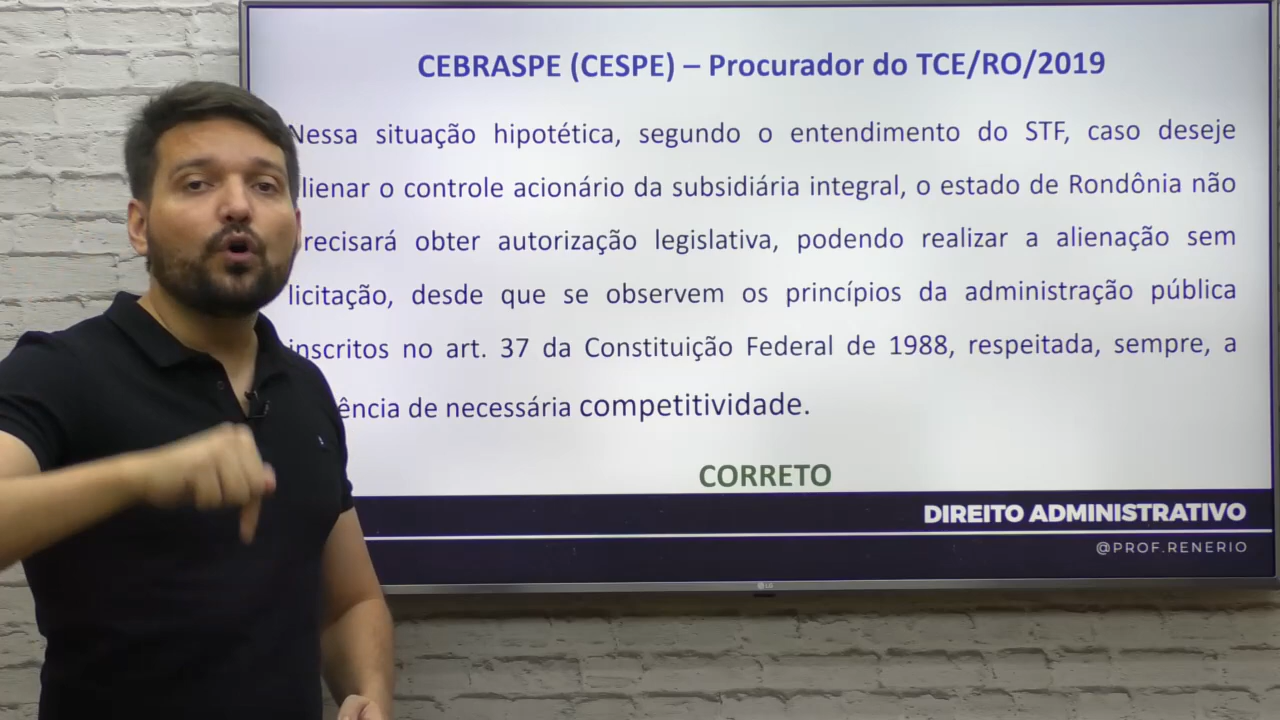 CEBRASPE (CESPE) – Procurador do TCE/RO/2019
Nessa situação hipotética, segundo o entendimento do STF, caso deseje
o controle acionário da subsidiária integral, o estado de Rondônia não
obter autorização legislativa, podendo realizar a alienação sem
licitação, desde que se observem os princípios da administração pública
inscritos no art. 37 da Constituição Federal de 1988, respeitada, sempre, a
de necessária competitividade.
CORRETO
DIREITO ADMINISTRATIVO
@PROF.RENERIO
LG